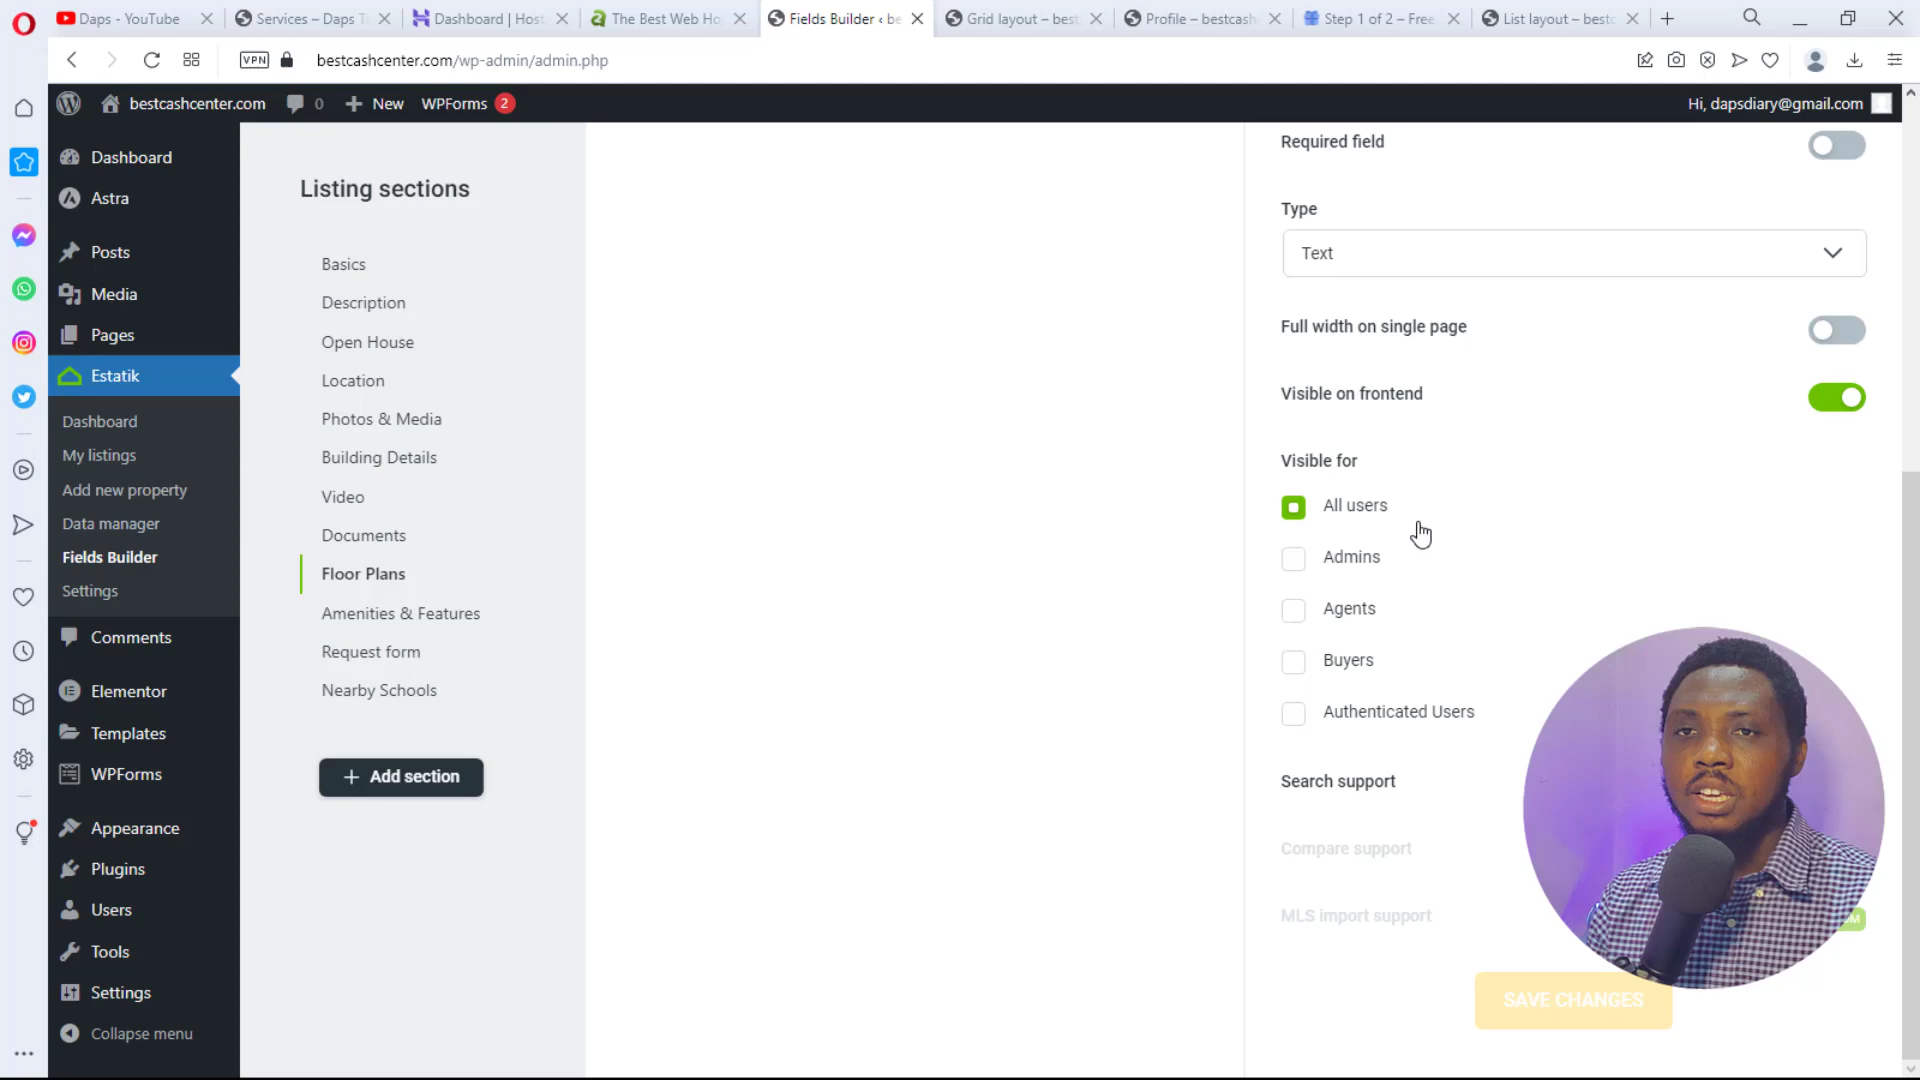 Daps - YouTube
Services – Daps T
Dashboard | Host
The Best Web Ho
Fields Builder ‹ be
Grid layout – best
Profile – bestcash
Step 1 of 2 – Free
List layout – best
VPN
bestcashcenter.com/wp-admin/admin.php
bestcashcenter.com
0
New
WPForms 2
Hi, dapsdiary@gmail.com
Dashboard
Astra
Posts
Media
Pages
Estatik
Dashboard
My listings
Add new property
Data manager
Fields Builder
Settings
Comments
Elementor
Templates
WPForms
Appearance
Plugins
Users
Tools
Settings
Collapse menu
Listing sections
Basics
Description
Open House
Location
Photos & Media
Building Details
Video
Documents
Floor Plans
Amenities & Features
Request form
Nearby Schools
+ Add section
Required field
Type
Text
Full width on single page
Visible on frontend
Visible for
All users
Admins
Agents
Buyers
Authenticated Users
Search support
Compare support
MLS import support
SAVE CHANGES